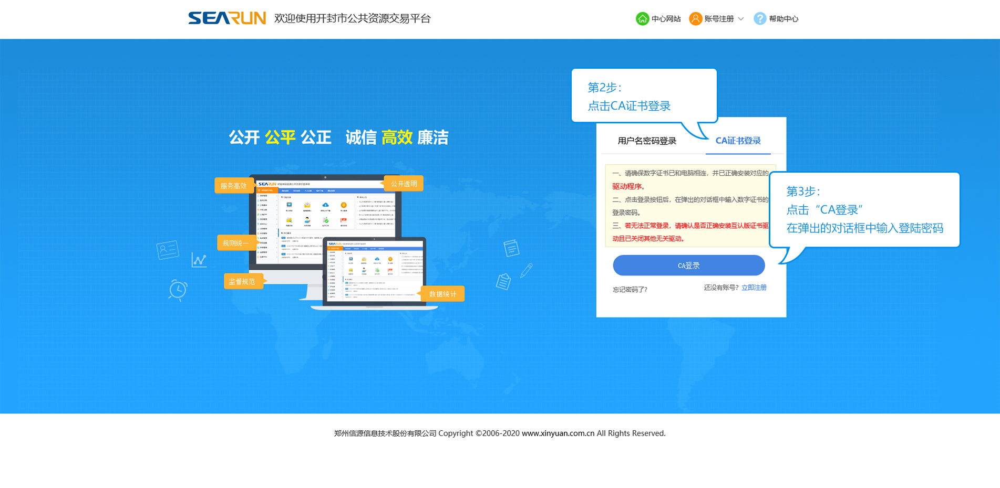 SEARUN 欢迎使用开封市公共资源交易平台
中心网站 账号注册 帮助中心
第2步：
点击CA证书登录
公开 公平 公正 诚信 高效 廉洁
用户名密码登录 CA证书登录
服务高效
公开透明
规则统一
监督规范
数据统计
一、请确保数字证书已和电脑相连，并已正确安装对应的
驱动程序。
二、点击登录按钮后，在弹出的对话框中输入数字证书的
登录密码。
三、若无法正常登录，请确认是否正确安装互认版证书驱
动且已关闭其他无关驱动。
第3步：
点击“CA登录”
在弹出的对话框中输入登陆密码
CA登录
忘记密码了？
还没有账号？立即注册
郑州信源信息技术股份有限公司 Copyright ©2006-2020 www.xinyuan.com.cn All Rights Reserved.